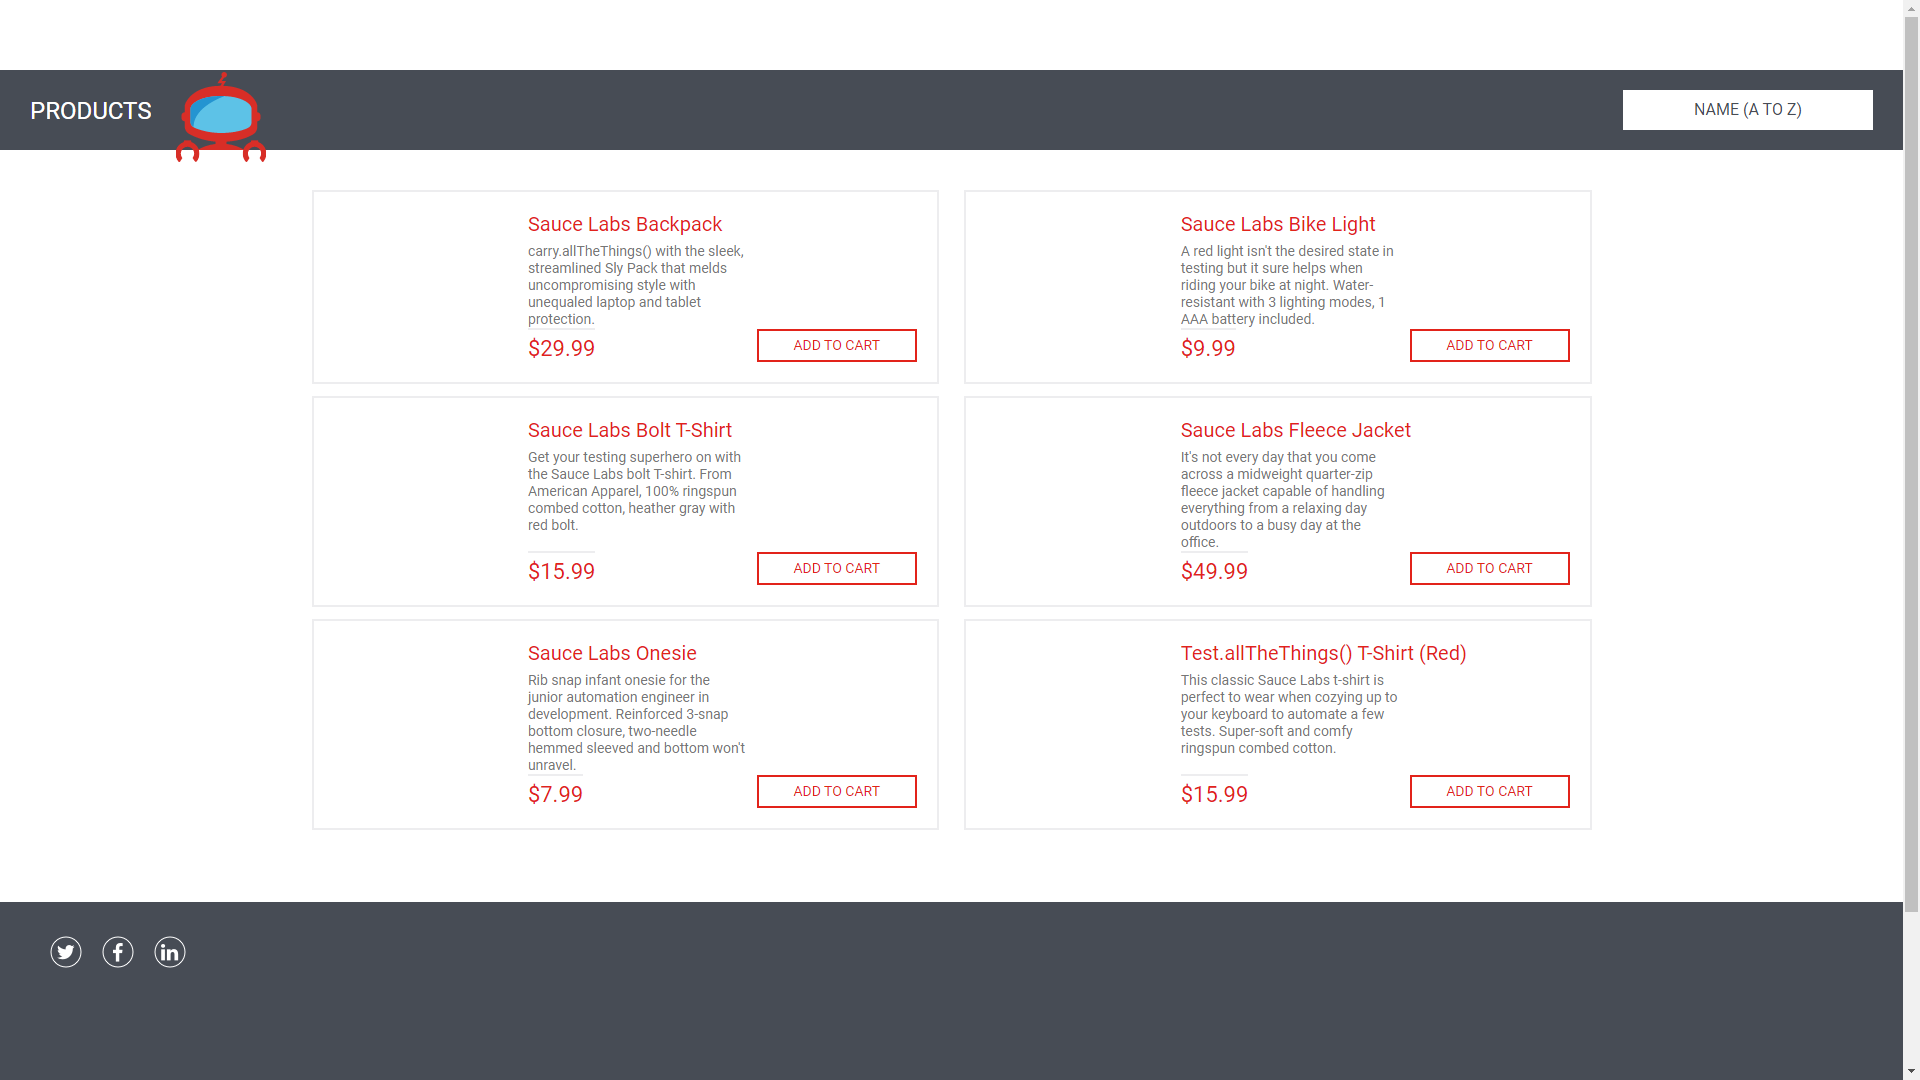 PRODUCTS
NAME (A TO Z)
Sauce Labs Backpack
carry.allTheThings() with the sleek,
streamlined Sly Pack that melds
uncompromising style with
unequaled laptop and tablet
protection.
$29.99
ADD TO CART
Sauce Labs Bike Light
A red light isn't the desired state in
testing but it sure helps when
riding your bike at night. Water-
resistant with 3 lighting modes, 1
AAA battery included.
$9.99
ADD TO CART
Sauce Labs Bolt T-Shirt
Get your testing superhero on with
the Sauce Labs bolt T-shirt. From
American Apparel, 100% ringspun
combed cotton, heather gray with
red bolt.
$15.99
ADD TO CART
Sauce Labs Fleece Jacket
It's not every day that you come
across a midweight quarter-zip
fleece jacket capable of handling
everything from a relaxing day
outdoors to a busy day at the
office.
$49.99
ADD TO CART
Sauce Labs Onesie
Rib snap infant onesie for the
junior automation engineer in
development. Reinforced 3-snap
bottom closure, two-needle
hemmed sleeved and bottom won't
unravel.
$7.99
ADD TO CART
Test.allTheThings() T-Shirt (Red)
This classic Sauce Labs t-shirt is
perfect to wear when cozying up to
your keyboard to automate a few
tests. Super-soft and comfy
ringspun combed cotton.
$15.99
ADD TO CART